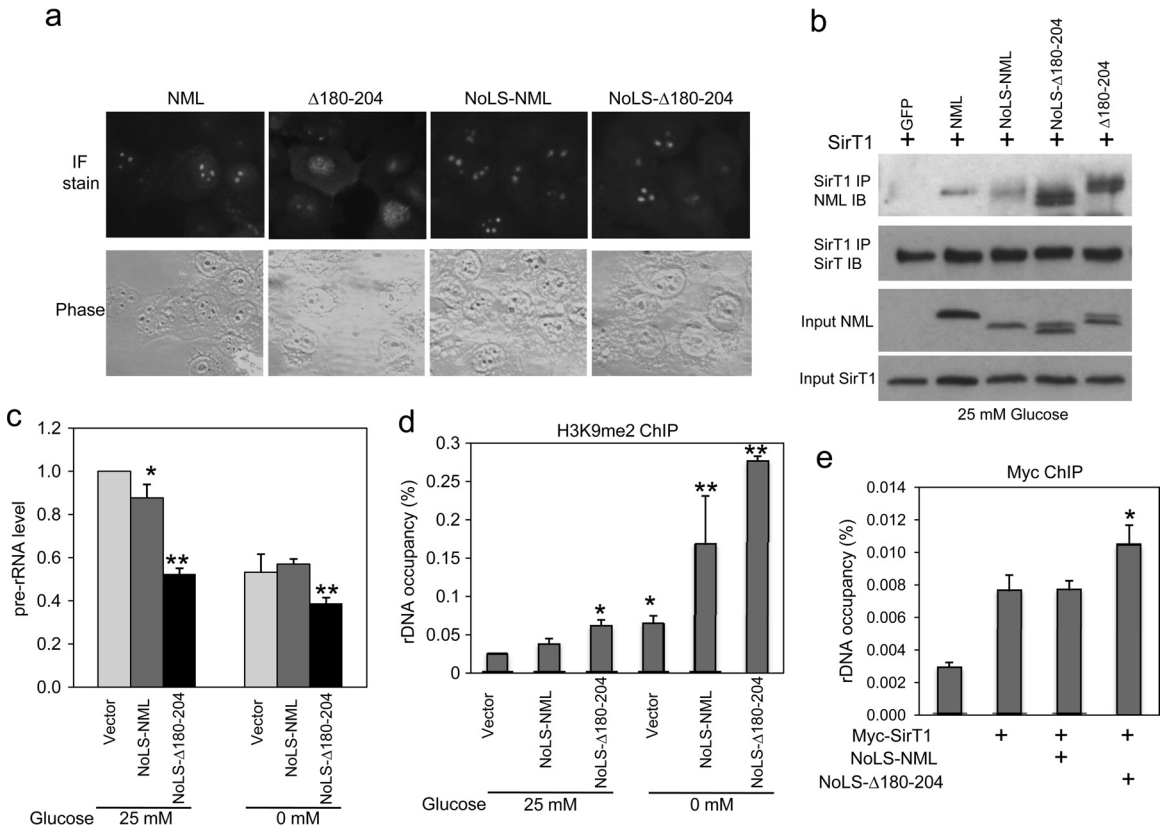 a
NML
Δ180-204
NoLS-NML
NoLS-Δ180-204
IF
stain
Phase
b
SirT1
+ GFP
+ NML
+ NoLS-NML
+ NoLS-Δ180-204
+ Δ180-204
SirT1 IP
NML IB
SirT1 IP
SirT IB
Input NML
Input SirT1
25 mM Glucose
c
pre-rRNA level
1.2
1.0
0.8
0.6
0.4
0.2
0.0
*
**
**
Vector
NoLS-NML
NoLS-Δ180-204
Vector
NoLS-NML
NoLS-Δ180-204
Glucose 25 mM 0 mM
d
H3K9me2 ChIP
rDNA occupancy (%)
0.3
0.25
0.2
0.15
0.1
0.05
0
*
*
**
**
Vector
NoLS-NML
NoLS-Δ180-204
Vector
NoLS-NML
NoLS-Δ180-204
Glucose 25 mM 0 mM
e
Myc ChIP
rDNA occupancy (%)
0.014
0.012
0.010
0.008
0.006
0.004
0.002
0.000
*
Myc-SirT1 + + +
NoLS-NML +
NoLS-Δ180-204 +